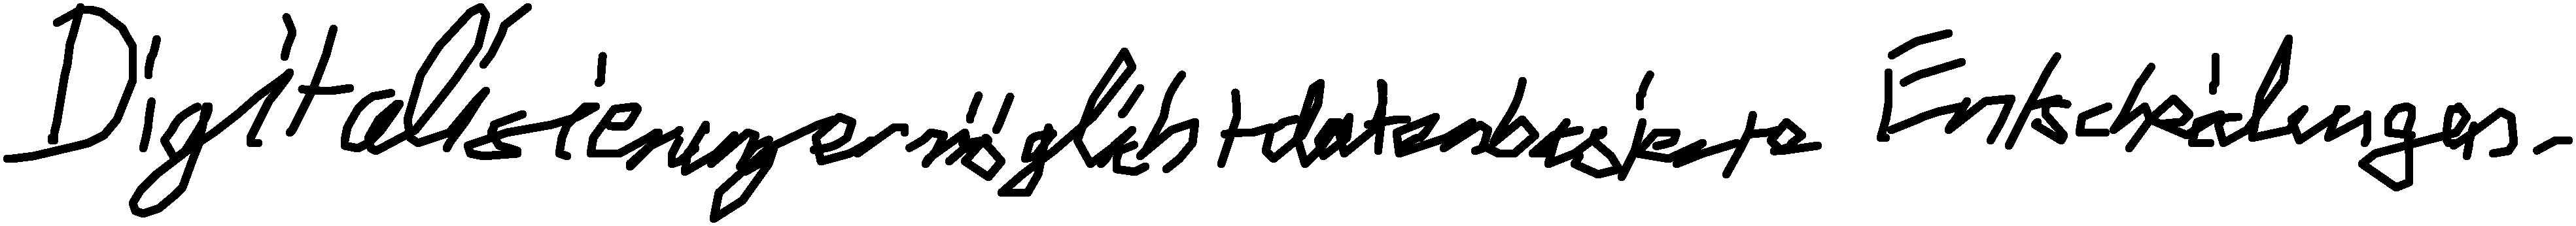 Digitalisierung ermöglicht datenbasierte Entscheidungen.